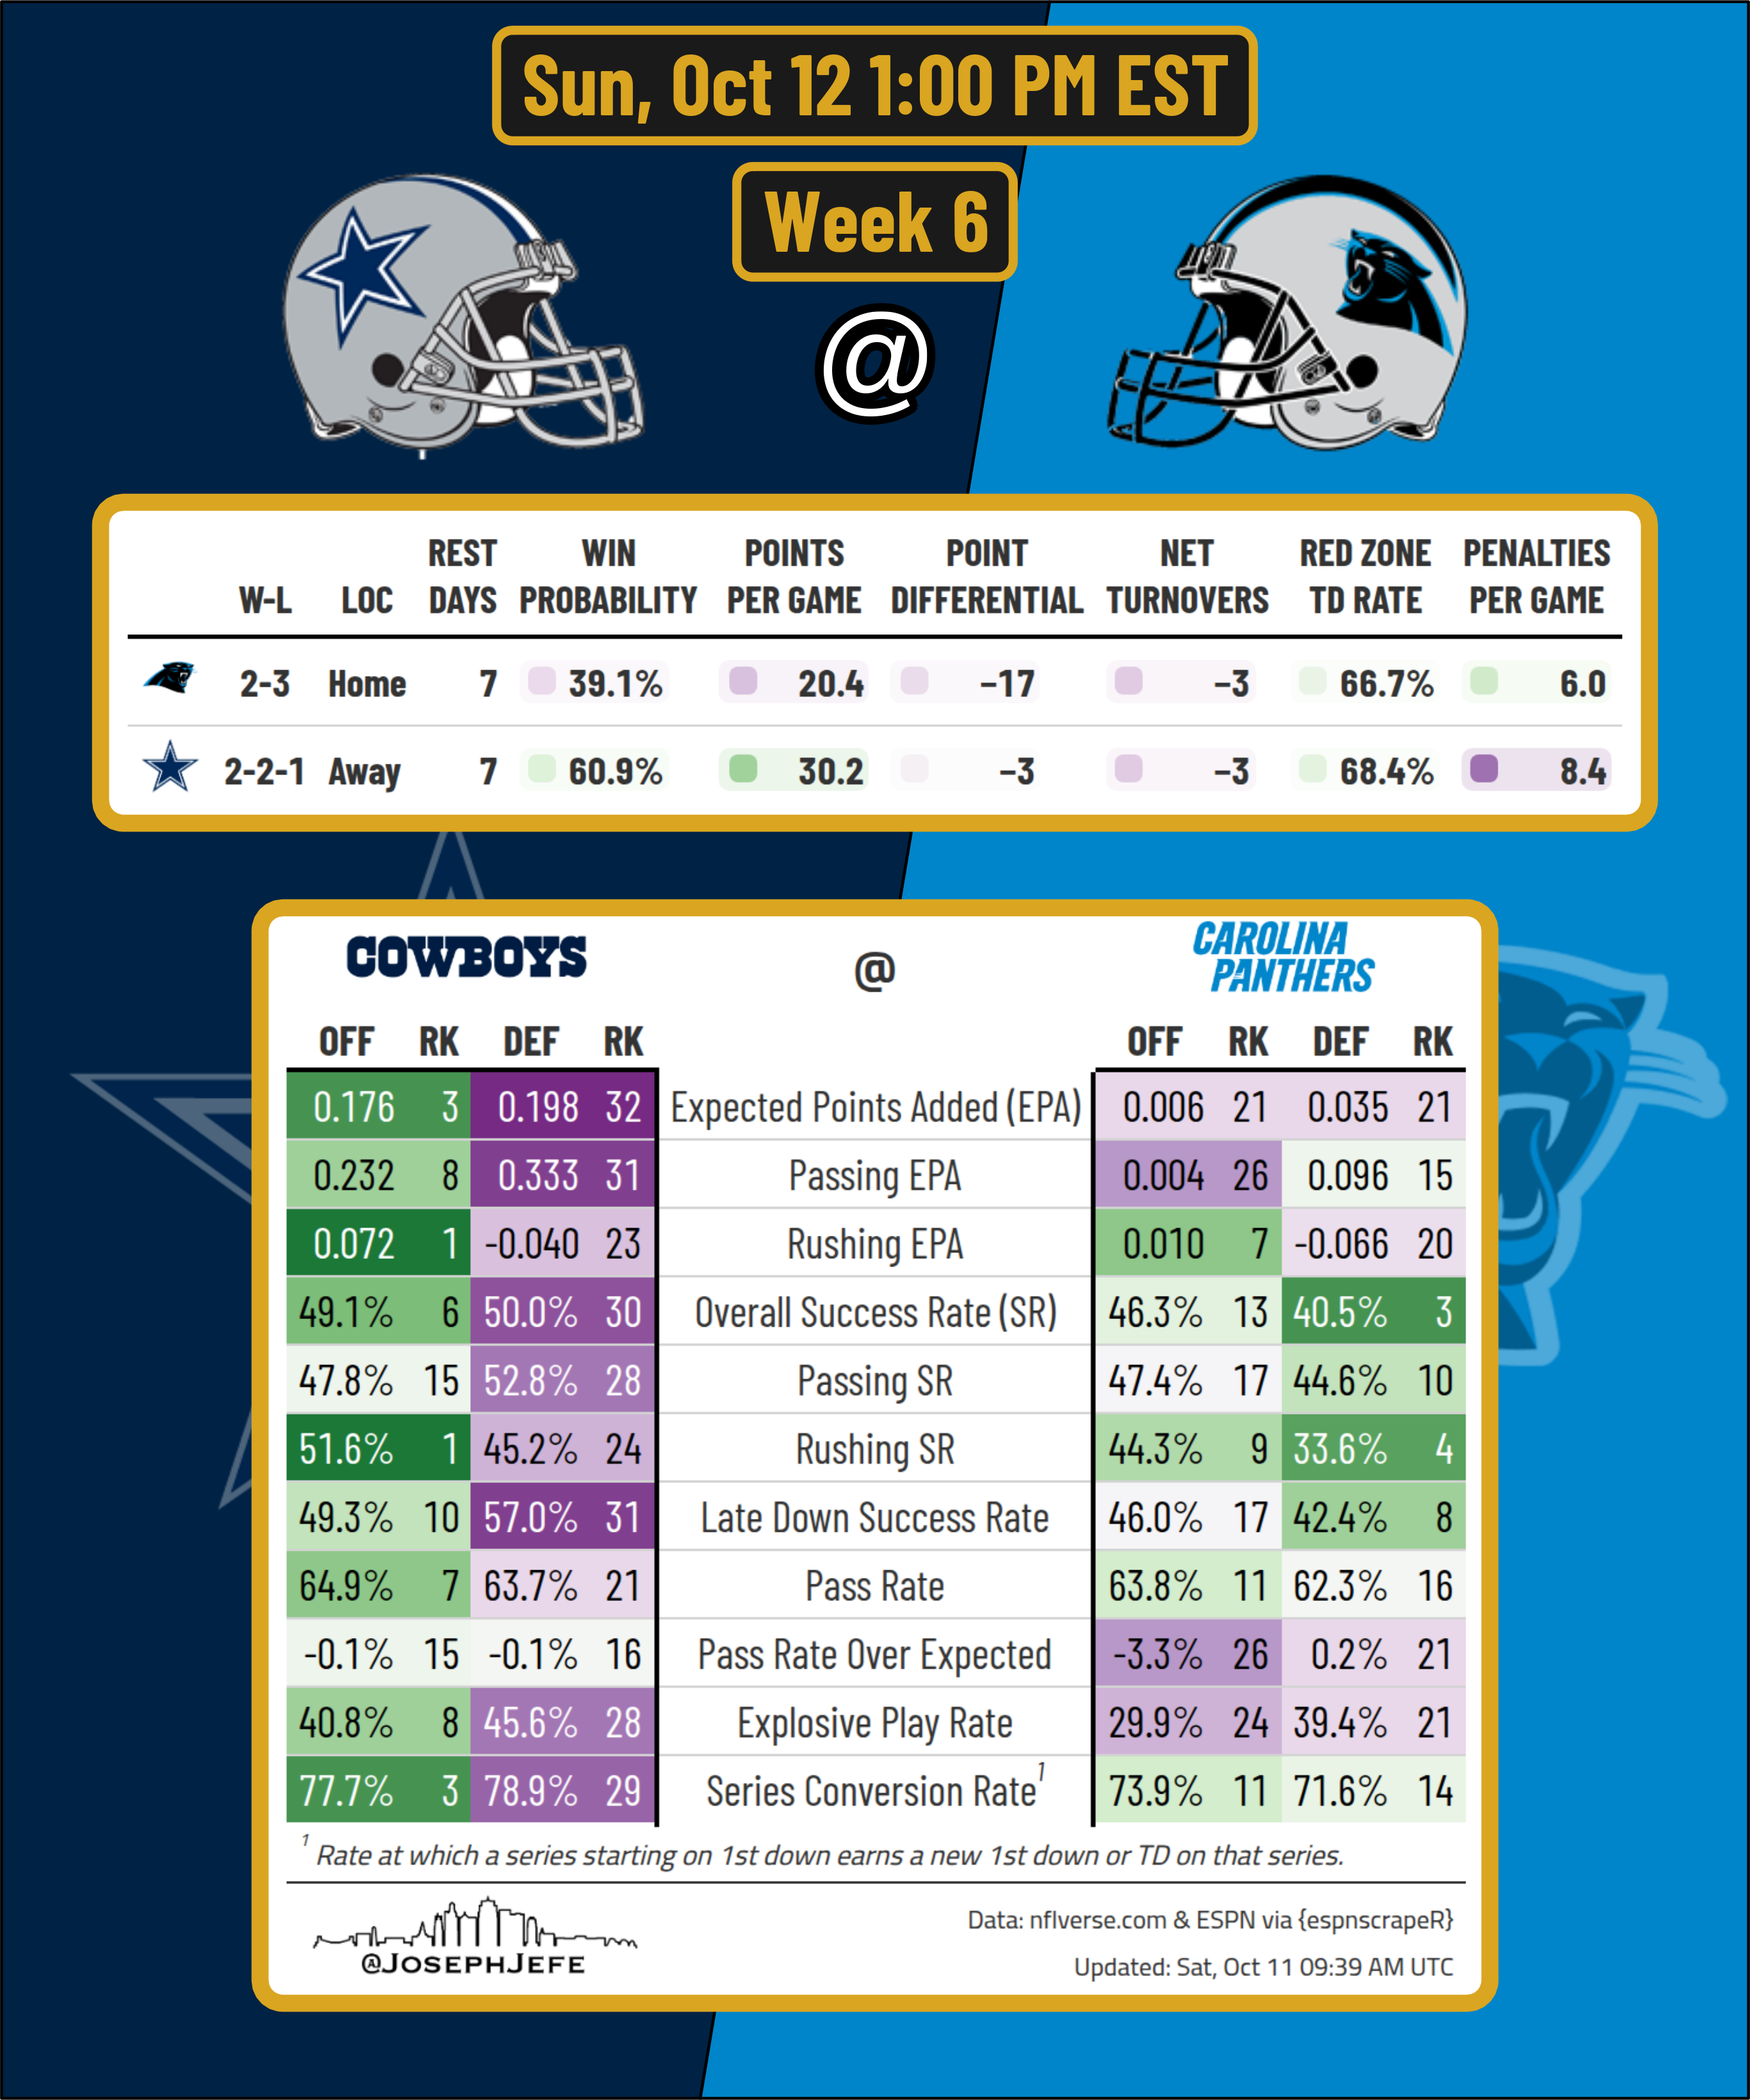 Sun, Oct 12 1:00 PM EST
Week 6
@
REST WIN POINTS POINT NET RED ZONE PENALTIES
W-L LOC DAYS PROBABILITY PER GAME DIFFERENTIAL TURNOVERS TD RATE PER GAME
2-3 Home 7 39.1% 20.4 −17 −3 66.7% 6.0
2-2-1 Away 7 60.9% 30.2 −3 −3 68.4% 8.4
COWBOYS @ CAROLINA
PANTHERS
OFF RK DEF RK OFF RK DEF RK
0.176 3 0.198 32 Expected Points Added (EPA) 0.006 21 0.035 21
0.232 8 0.333 31 Passing EPA 0.004 26 0.096 15
0.072 1 -0.040 23 Rushing EPA 0.010 7 -0.066 20
49.1% 6 50.0% 30 Overall Success Rate (SR) 46.3% 13 40.5% 3
47.8% 15 52.8% 28 Passing SR 47.4% 17 44.6% 10
51.6% 1 45.2% 24 Rushing SR 44.3% 9 33.6% 4
49.3% 10 57.0% 31 Late Down Success Rate 46.0% 17 42.4% 8
64.9% 7 63.7% 21 Pass Rate 63.8% 11 62.3% 16
-0.1% 15 -0.1% 16 Pass Rate Over Expected -3.3% 26 0.2% 21
40.8% 8 45.6% 28 Explosive Play Rate 29.9% 24 39.4% 21
77.7% 3 78.9% 29 Series Conversion Rate¹ 73.9% 11 71.6% 14
¹ Rate at which a series starting on 1st down earns a new 1st down or TD on that series.
@JOSEPHJEFE
Data: nflverse.com & ESPN via {espnscrapeR}
Updated: Sat, Oct 11 09:39 AM UTC